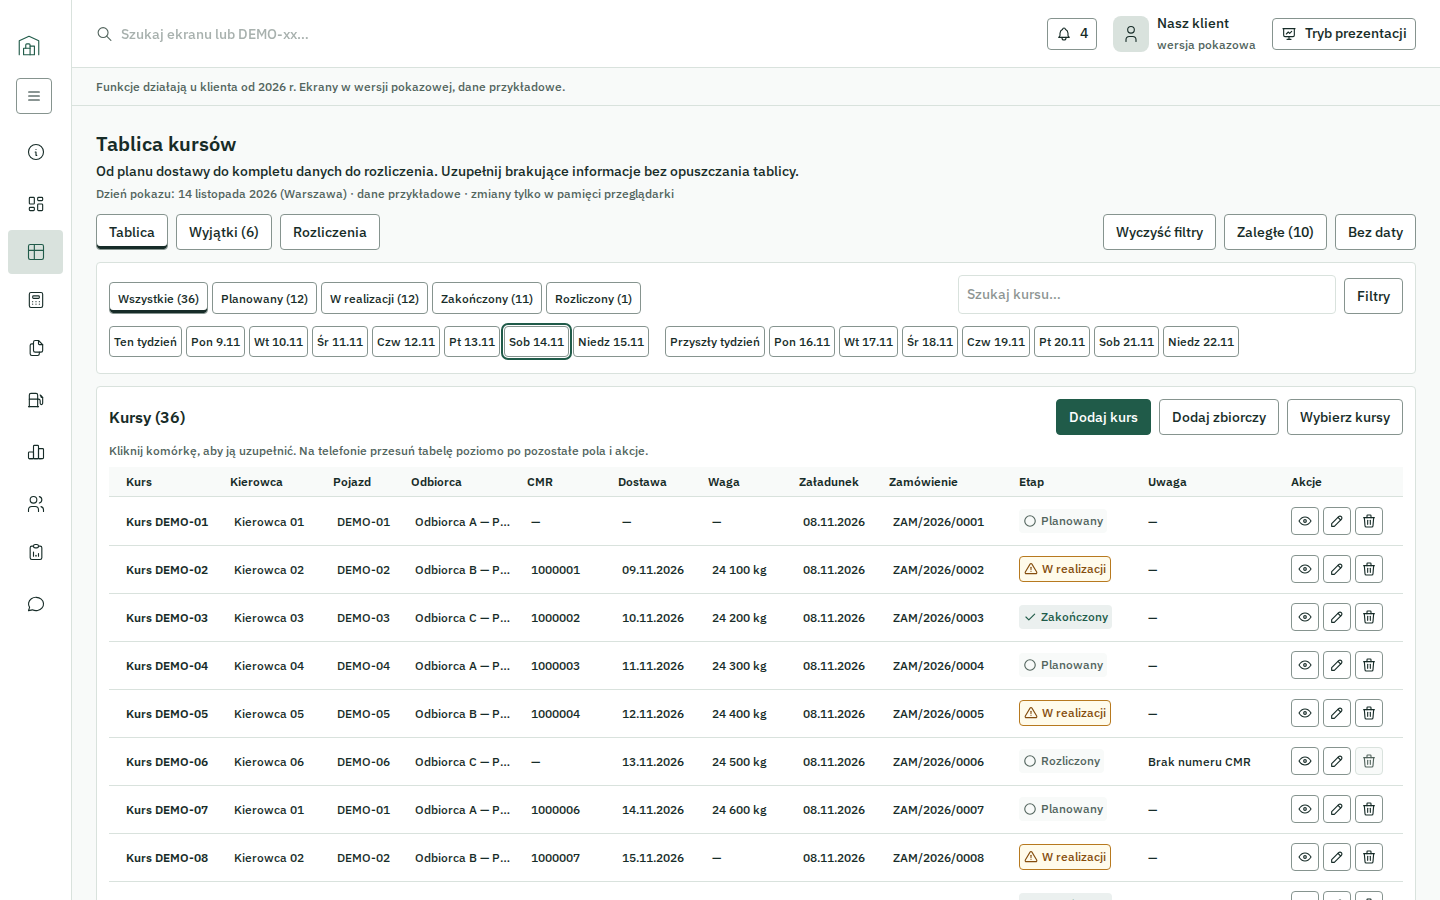 Szukaj ekranu lub DEMO-xx...
4
Nasz klient
wersja pokazowa
Tryb prezentacji
Funkcje działają u klienta od 2026 r. Ekrany w wersji pokazowej, dane przykładowe.
Tablica kursów
Od planu dostawy do kompletu danych do rozliczenia. Uzupełnij brakujące informacje bez opuszczania tablicy.
Dzień pokazu: 14 listopada 2026 (Warszawa) · dane przykładowe · zmiany tylko w pamięci przeglądarki
Tablica Wyjątki (6) Rozliczenia Wyczyść filtry Zaległe (10) Bez daty
Wszystkie (36) Planowany (12) W realizacji (12) Zakończony (11) Rozliczony (1) Szukaj kursu... Filtry
Ten tydzień Pon 9.11 Wt 10.11 Śr 11.11 Czw 12.11 Pt 13.11 Sob 14.11 Niedz 15.11 Przyszły tydzień Pon 16.11 Wt 17.11 Śr 18.11 Czw 19.11 Pt 20.11 Sob 21.11 Niedz 22.11
Kursy (36) Dodaj kurs Dodaj zbiorczy Wybierz kursy
Kliknij komórkę, aby ją uzupełnić. Na telefonie przesuń tabelę poziomo po pozostałe pola i akcje.
Kurs Kierowca Pojazd Odbiorca CMR Dostawa Waga Załadunek Zamówienie Etap Uwaga Akcje
Kurs DEMO-01 Kierowca 01 DEMO-01 Odbiorca A — P... — — — 08.11.2026 ZAM/2026/0001 Planowany —
Kurs DEMO-02 Kierowca 02 DEMO-02 Odbiorca B — P... 1000001 09.11.2026 24 100 kg 08.11.2026 ZAM/2026/0002 W realizacji —
Kurs DEMO-03 Kierowca 03 DEMO-03 Odbiorca C — P... 1000002 10.11.2026 24 200 kg 08.11.2026 ZAM/2026/0003 Zakończony —
Kurs DEMO-04 Kierowca 04 DEMO-04 Odbiorca A — P... 1000003 11.11.2026 24 300 kg 08.11.2026 ZAM/2026/0004 Planowany —
Kurs DEMO-05 Kierowca 05 DEMO-05 Odbiorca B — P... 1000004 12.11.2026 24 400 kg 08.11.2026 ZAM/2026/0005 W realizacji —
Kurs DEMO-06 Kierowca 06 DEMO-06 Odbiorca C — P... — 13.11.2026 24 500 kg 08.11.2026 ZAM/2026/0006 Rozliczony Brak numeru CMR
Kurs DEMO-07 Kierowca 01 DEMO-01 Odbiorca A — P... 1000006 14.11.2026 24 600 kg 08.11.2026 ZAM/2026/0007 Planowany —
Kurs DEMO-08 Kierowca 02 DEMO-02 Odbiorca B — P... 1000007 15.11.2026 — 08.11.2026 ZAM/2026/0008 W realizacji —